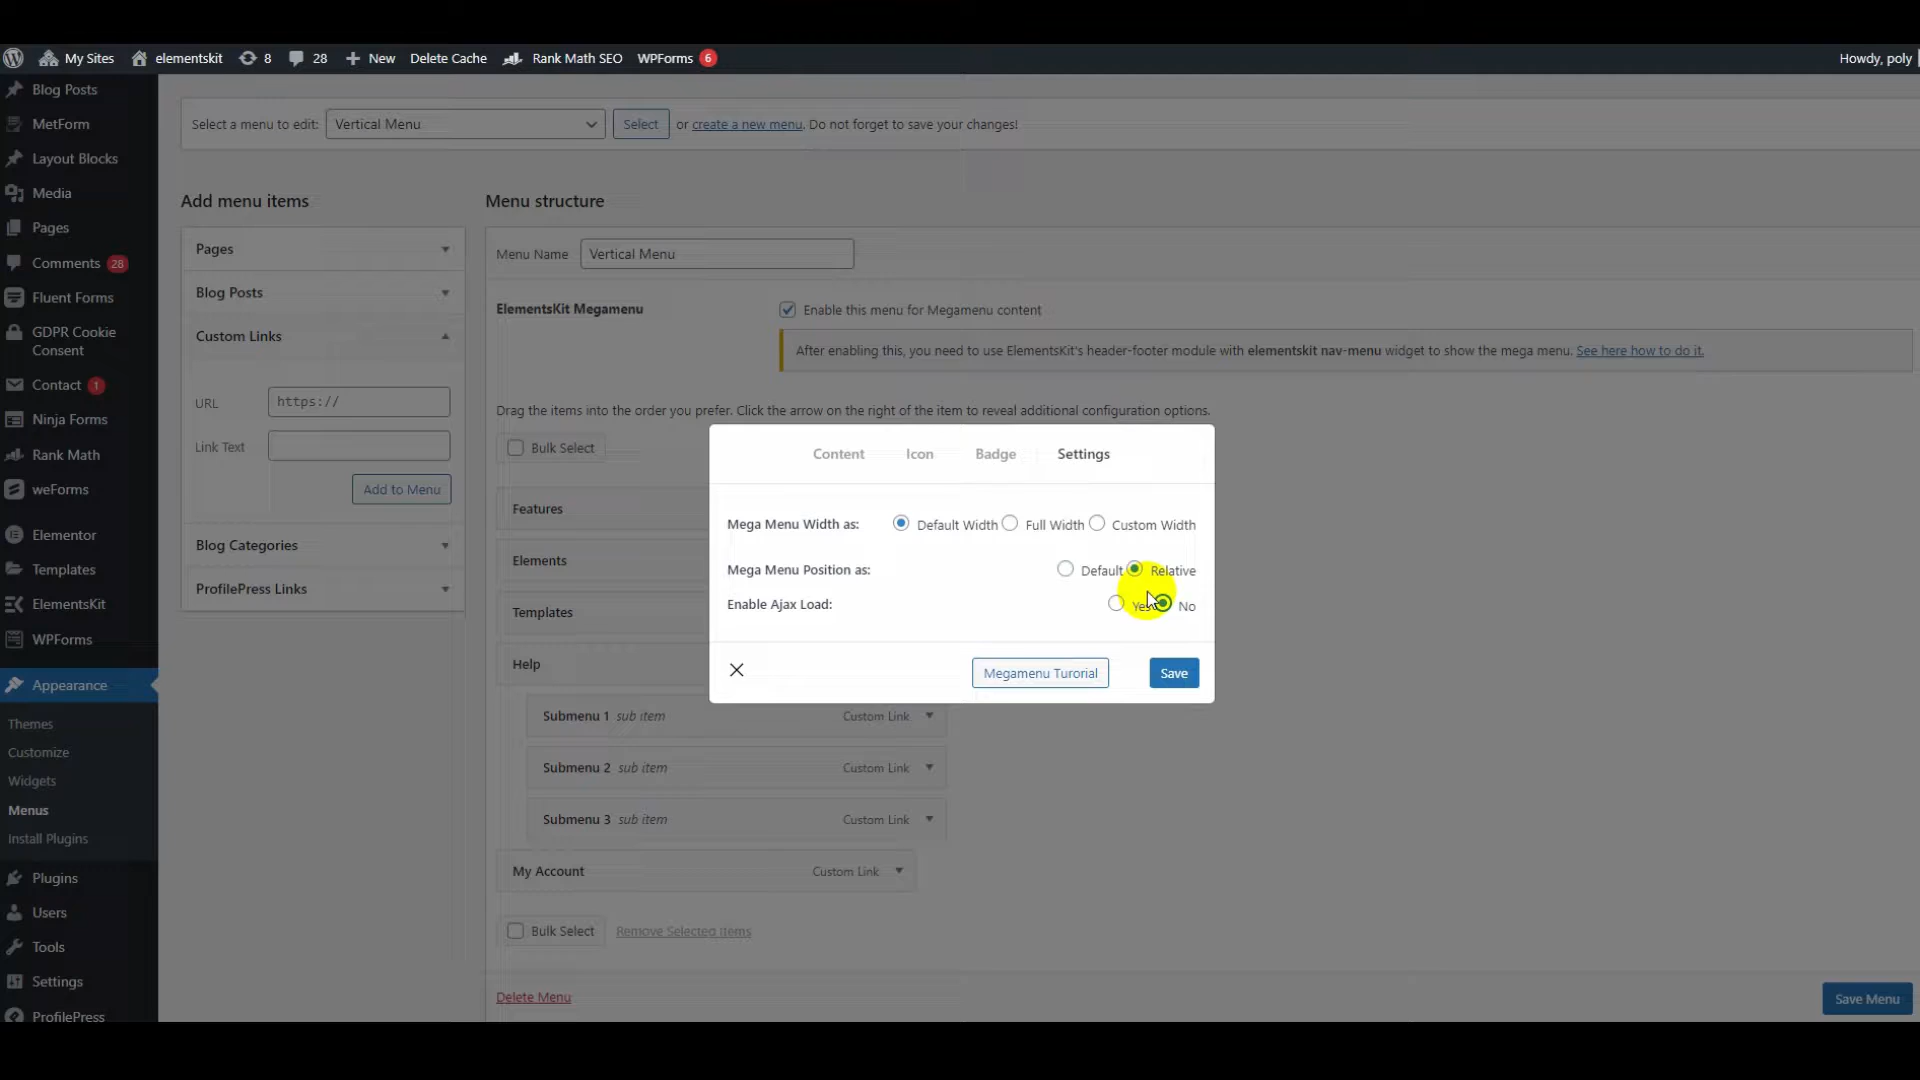 My Sites elementskit 8 28 New Delete Cache Rank Math SEO WPForms 6 Howdy, poly
Blog Posts
MetForm
Layout Blocks
Media
Pages
Comments 28
Fluent Forms
GDPR Cookie
Consent
Contact 1
Ninja Forms
Rank Math
weForms
Elementor
Templates
ElementsKit
WPForms
Appearance
Themes
Customize
Widgets
Menus
Install Plugins
Plugins
Users
Tools
Settings
ProfilePress
Select a menu to edit: Vertical Menu Select or create a new menu. Do not forget to save your changes!
Add menu items
Pages
Blog Posts
Custom Links
URL https://
Link Text
Add to Menu
Blog Categories
ProfilePress Links
Menu structure
Menu Name Vertical Menu
ElementsKit Megamenu Enable this menu for Megamenu content
After enabling this, you need to use ElementsKit's header-footer module with elementskit nav-menu widget to show the mega menu. See here how to do it.
Drag the items into the order you prefer. Click the arrow on the right of the item to reveal additional configuration options.
Bulk Select
Features
Elements
Templates
Help
Submenu 1 sub item Custom Link
Submenu 2 sub item Custom Link
Submenu 3 sub item Custom Link
My Account Custom Link
Bulk Select Remove Selected Items
Delete Menu Save Menu
Content Icon Badge Settings
Mega Menu Width as: Default Width Full Width Custom Width
Mega Menu Position as: Default Relative
Enable Ajax Load: Yes No
Megamenu Turorial Save